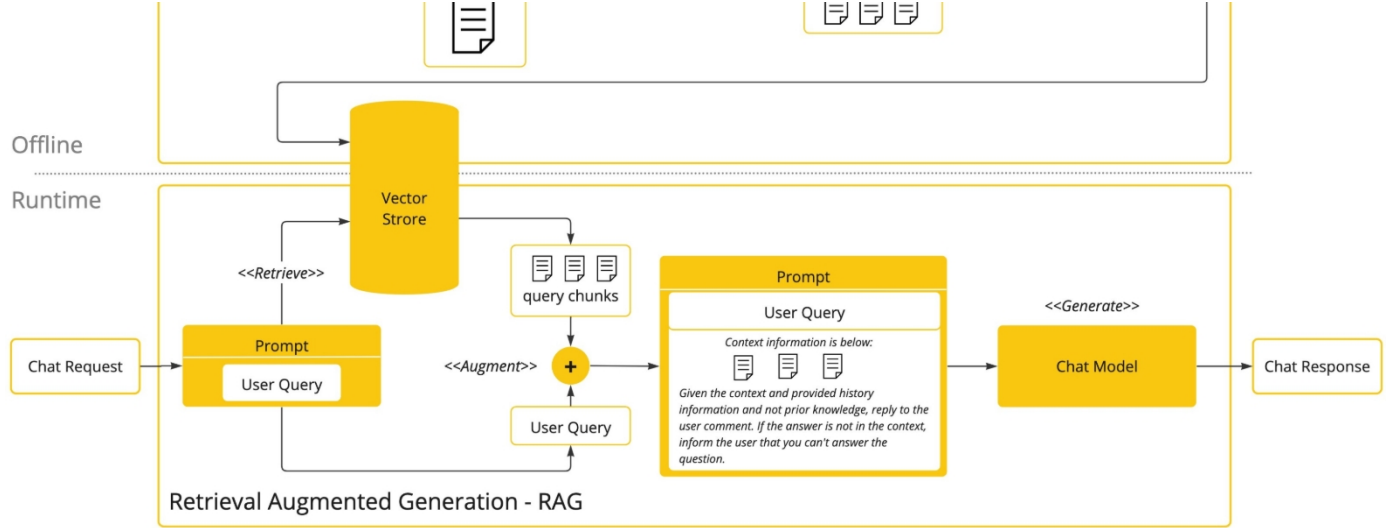 Offline
Runtime
Vector
Strore
<<Retrieve>>
query chunks
Prompt
User Query
Context information is below:
Given the context and provided history
information and not prior knowledge, reply to the
user comment. If the answer is not in the context,
inform the user that you can't answer the
question.
<<Generate>>
Chat Request
Prompt
User Query
<<Augment>>
+
User Query
Chat Model
Chat Response
Retrieval Augmented Generation - RAG